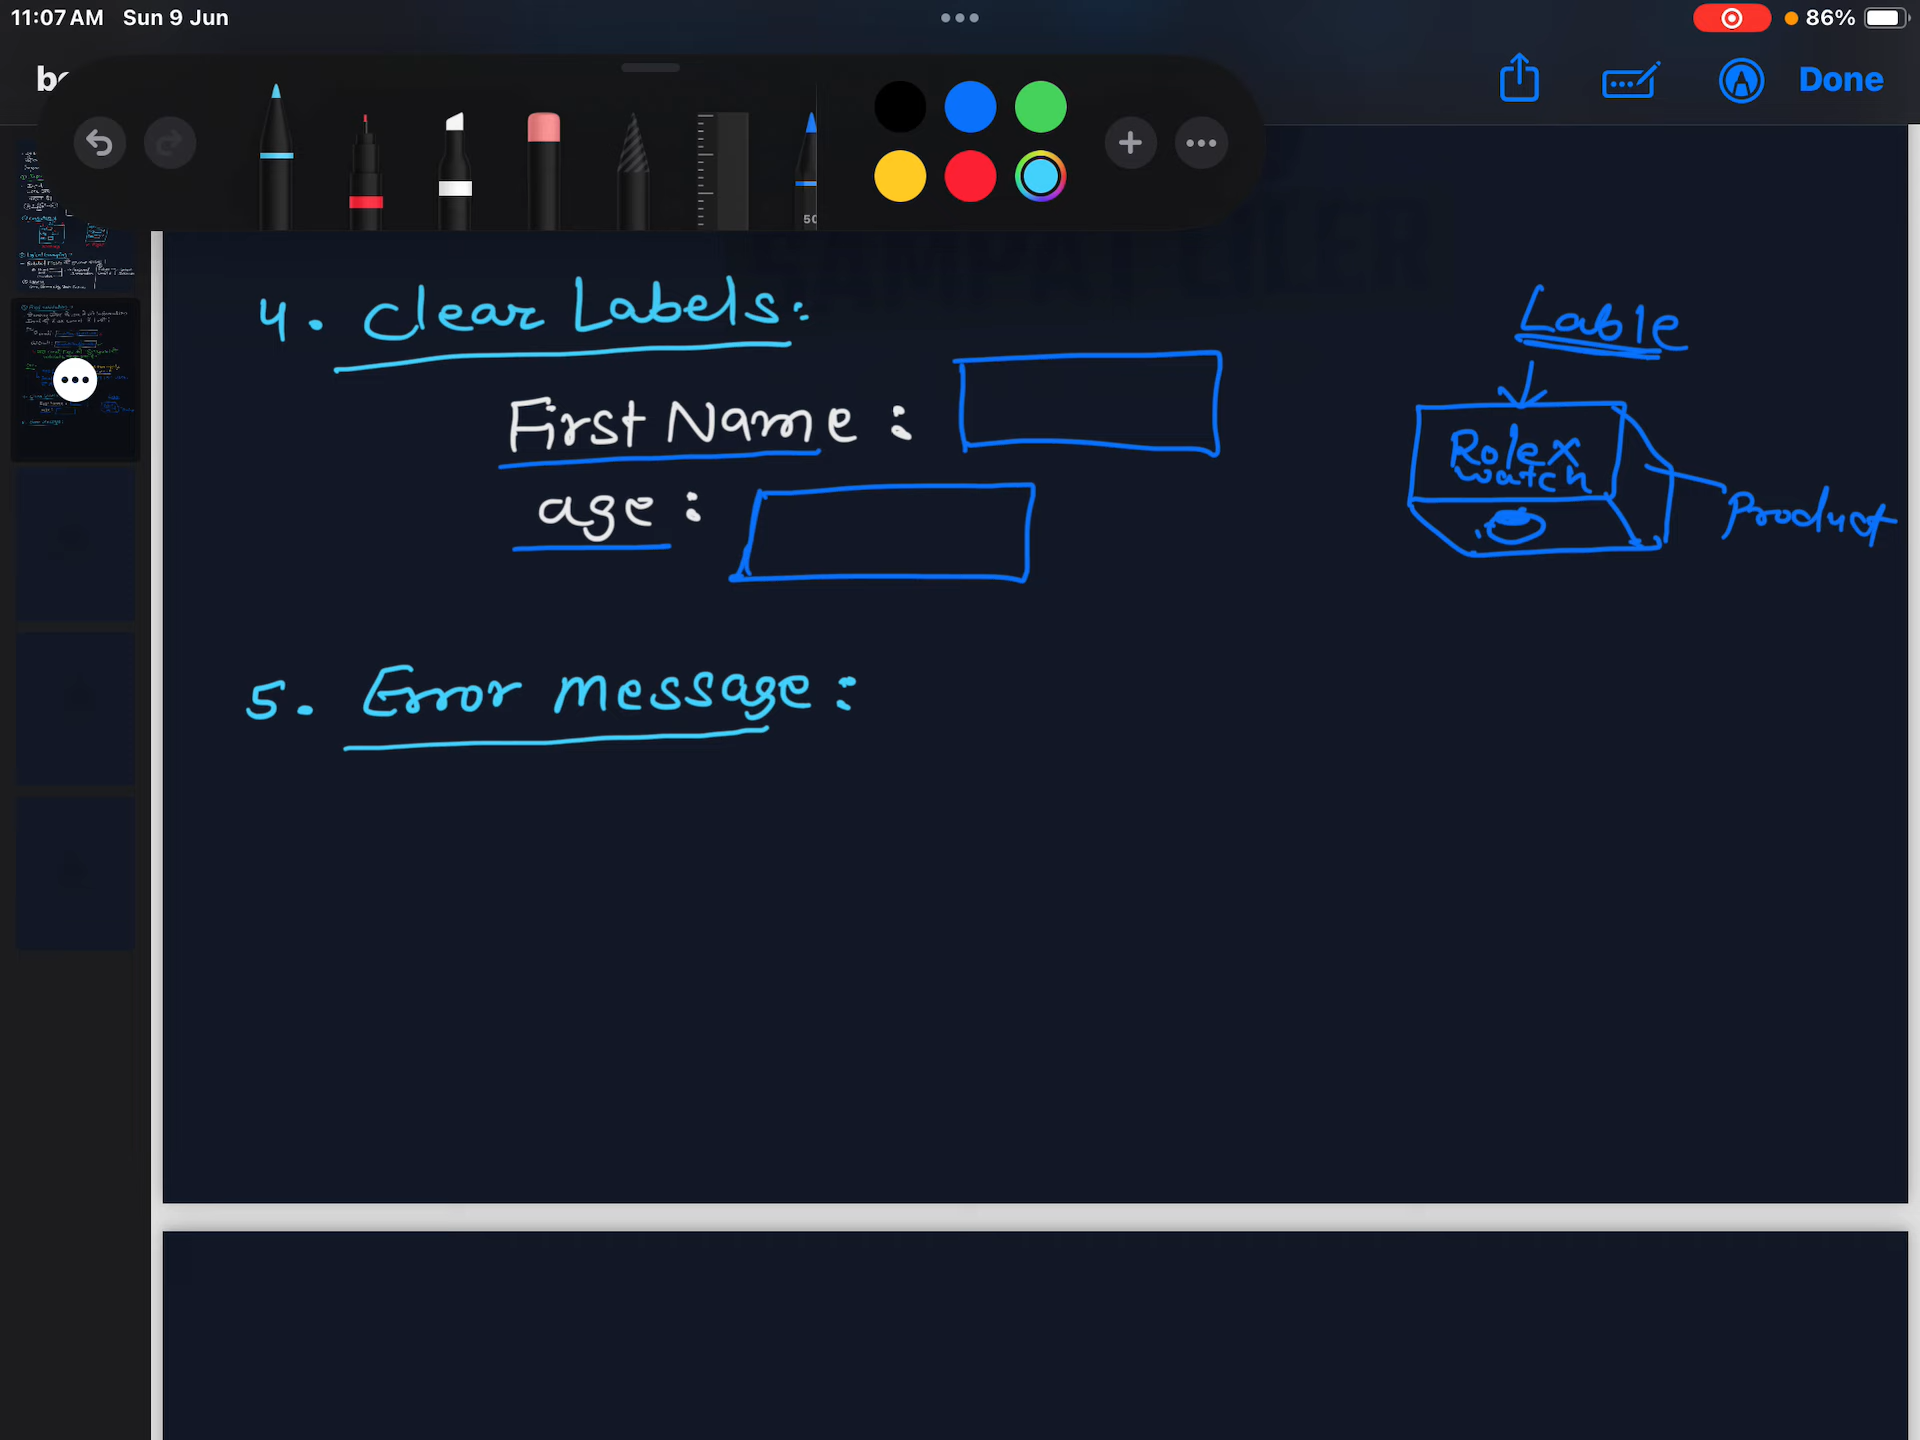 11:07 AM Sun 9 Jun
86%
Done
50
4. Clear Labels:
First Name :
age :
Lable
Rolex
watch
Product
5. Error message :